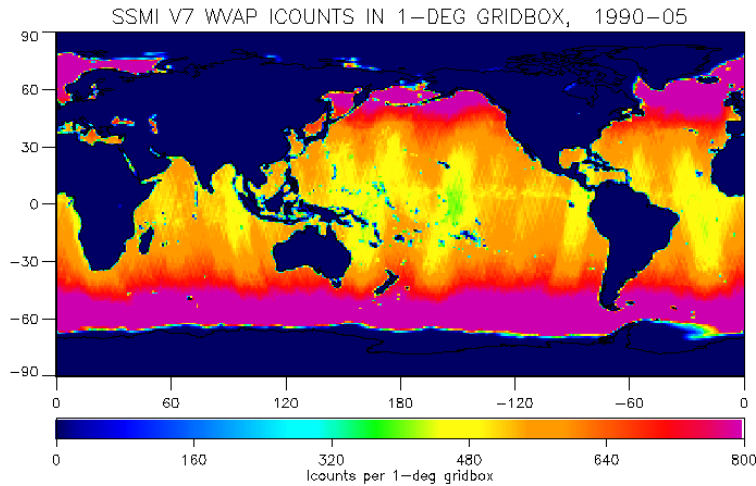 SSMI V7 WVAP ICOUNTS IN 1-DEG GRIDBOX, 1990-05
90
60
30
0
-30
-60
-90
0 60 120 180 -120 -60 0
0 160 320 480 640 800
Icounts per 1-deg gridbox